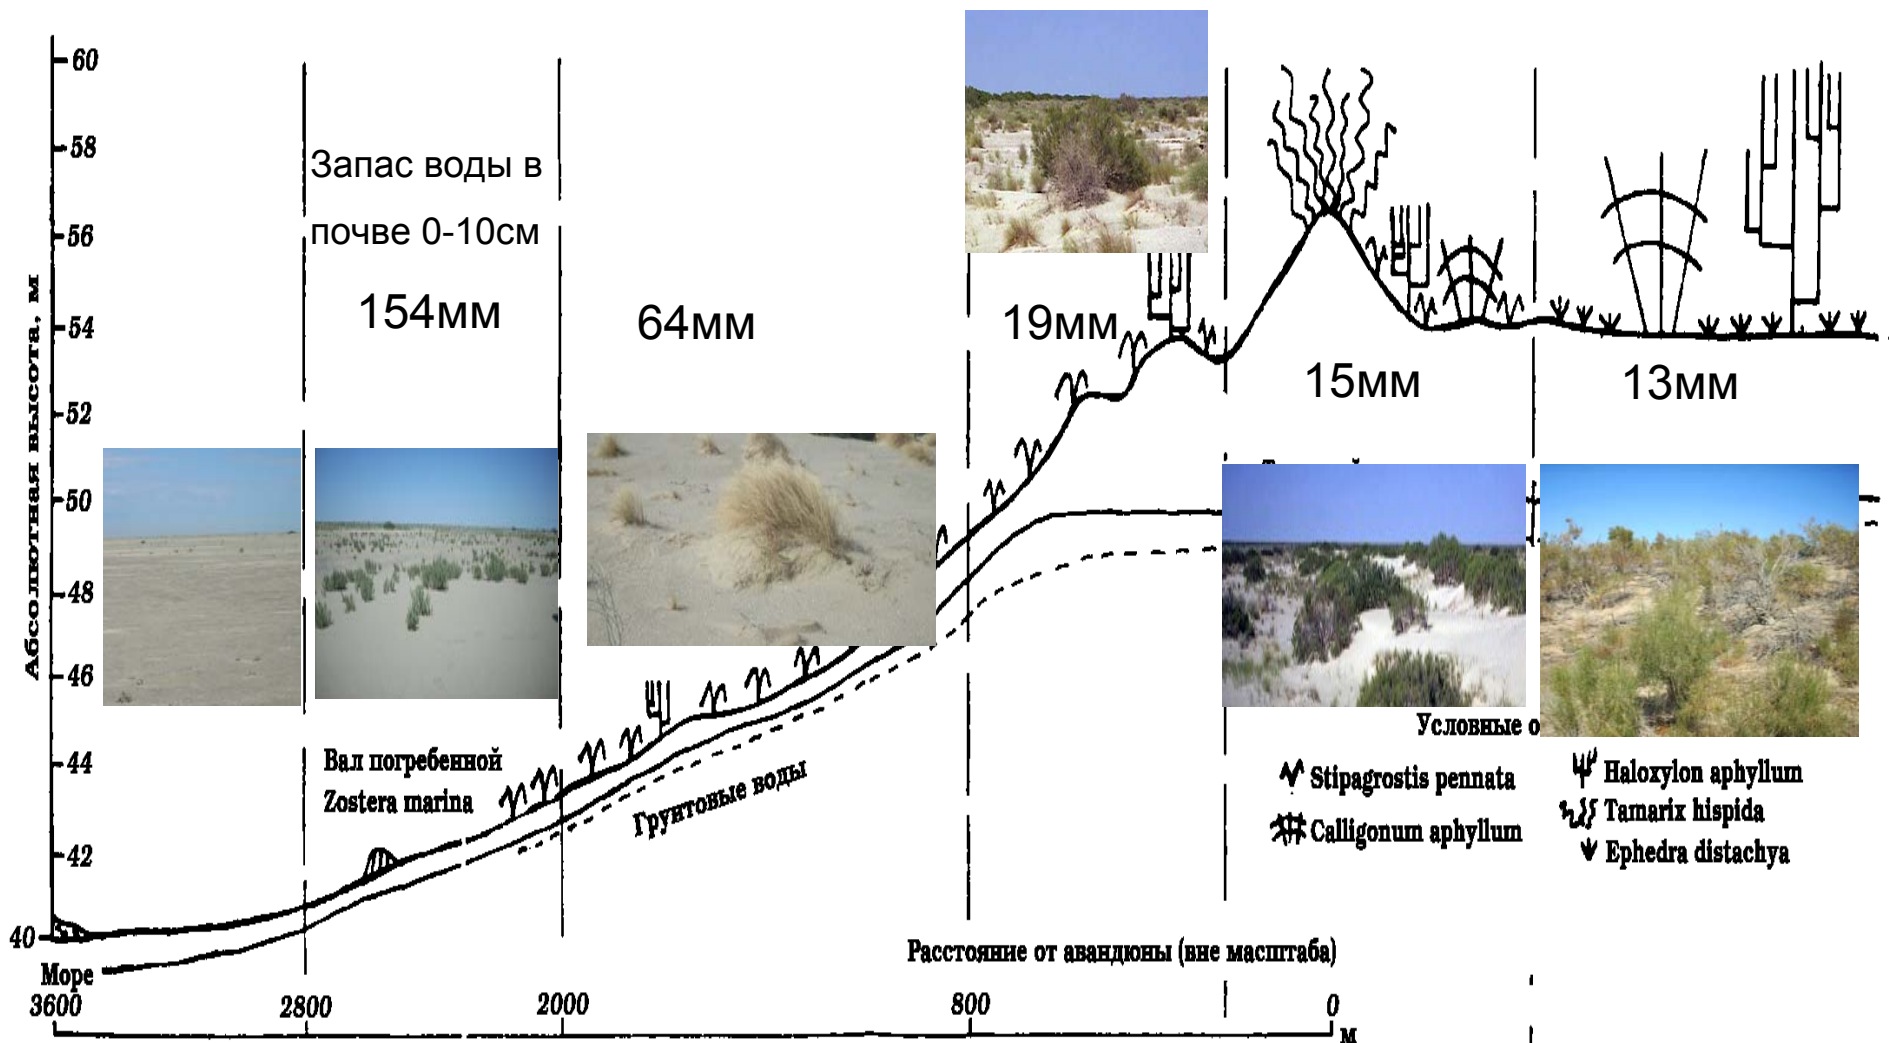 60
58
56
54
52
50
48
46
44
42
40
Абсолютная высота, м
Запас воды в
почве 0-10см
154мм
64мм
19мм
15мм
13мм
Вал погребенной
Zostera marina
Грунтовые воды
Условные о
Stipagrostis pennata
Calligonum aphyllum
Haloxylon aphyllum
Tamarix hispida
Ephedra distachya
Расстояние от авандюны (вне масштаба)
Море
3600
2800
2000
800
0
м